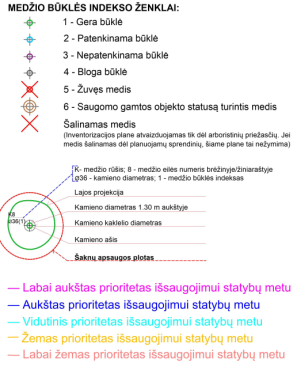 MEDŽIO BŪKLĖS INDEKSO ŽENKLAI:
1 - Gera būklė
2 - Patenkinama būklė
3 - Nepatenkinama būklė
4 - Bloga būklė
5 - Žuvęs medis
6 - Saugomo gamtos objekto statusą turintis medis
Šalinamas medis
(Inventorizacijos plane atvaizduojamas tik dėl arboristinių priežasčių. Jei
medis šalinamas dėl planuojamų sprendinių, šiame plane tai nežymima)
K- medžio rūšis; 8 - medžio eilės numeris brėžinyje/žiniaraštyje
ø36 - kamieno diametras; 1 - medžio būklės indeksas
Lajos projekcija
Kamieno diametras 1.30 m aukštyje
K8
ø36(1)
Kamieno kaklelio diametras
Kamieno ašis
Šaknų apsaugos plotas
— Labai aukštas prioritetas išsaugojimui statybų metu
— Aukštas prioritetas išsaugojimui statybų metu
— Vidutinis prioritetas išsaugojimui statybų metu
— Žemas prioritetas išsaugojimui statybų metu
— Labai žemas prioritetas išsaugojimui statybų metu